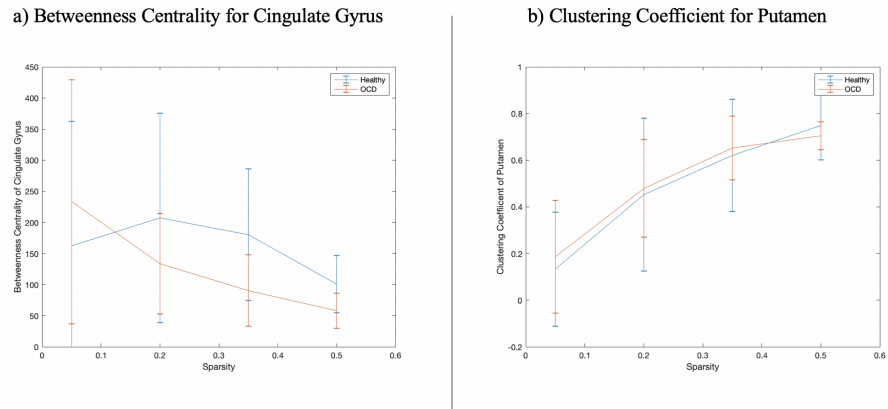 a) Betweenness Centrality for Cingulate Gyrus
b) Clustering Coefficient for Putamen
Betweenness Centrality of Cingulate Gyrus
450
400
350
300
250
200
150
100
50
0
0 0.1 0.2 0.3 0.4 0.5 0.6
Sparsity
Healthy
OCD
Clustering Coefficient of Putamen
1
0.8
0.6
0.4
0.2
0
-0.2
0 0.1 0.2 0.3 0.4 0.5 0.6
Sparsity
Healthy
OCD